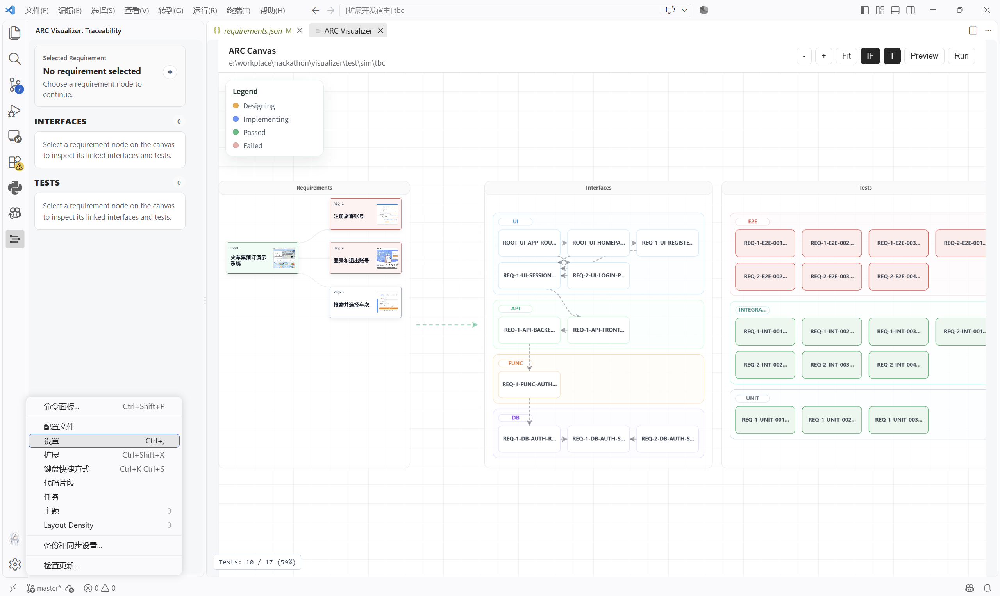 文件(F) 编辑(E) 选择(S) 查看(V) 转到(G) 运行(R) 终端(T) 帮助(H)
[扩展开发宿主] tbc
ARC Visualizer: Traceability
Selected Requirement
No requirement selected
+
Choose a requirement node to
continue.
INTERFACES 0
Select a requirement node on the canvas
to inspect its linked interfaces and tests.
TESTS 0
Select a requirement node on the canvas
to inspect its linked interfaces and tests.
7
命令面板... Ctrl+Shift+P
配置文件
设置 Ctrl+,
扩展 Ctrl+Shift+X
键盘快捷方式 Ctrl+K Ctrl+S
代码片段
任务
主题
Layout Density
备份和同步设置...
检查更新...
{} requirements.json M
ARC Visualizer
ARC Canvas
e:\workplace\hackathon\visualizer\test\sim\tbc
- + Fit IF T Preview Run
Legend
Designing
Implementing
Passed
Failed
Requirements
ROOT
火车票预订演示
系统
REQ-1
注册旅客账号
REQ-2
登录和退出账号
REQ-3
搜索并选择车次
Interfaces
UI
ROOT-UI-APP-ROU... ROOT-UI-HOMEPA... REQ-1-UI-REGISTE...
REQ-1-UI-SESSION... REQ-2-UI-LOGIN-P...
API
REQ-1-API-BACKE... REQ-1-API-FRONT...
FUNC
REQ-1-FUNC-AUTH...
DB
REQ-1-DB-AUTH-R... REQ-1-DB-AUTH-S... REQ-2-DB-AUTH-S...
Tests
E2E
REQ-1-E2E-001... REQ-1-E2E-002... REQ-1-E2E-003... REQ-2-E2E-001...
REQ-2-E2E-002... REQ-2-E2E-003... REQ-2-E2E-004...
INTEGRA...
REQ-1-INT-001... REQ-1-INT-002... REQ-1-INT-003... REQ-2-INT-001...
REQ-2-INT-002... REQ-2-INT-003... REQ-2-INT-004...
UNIT
REQ-1-UNIT-001... REQ-1-UNIT-002... REQ-1-UNIT-003...
Tests: 10 / 17 (59%)
master* 0 0